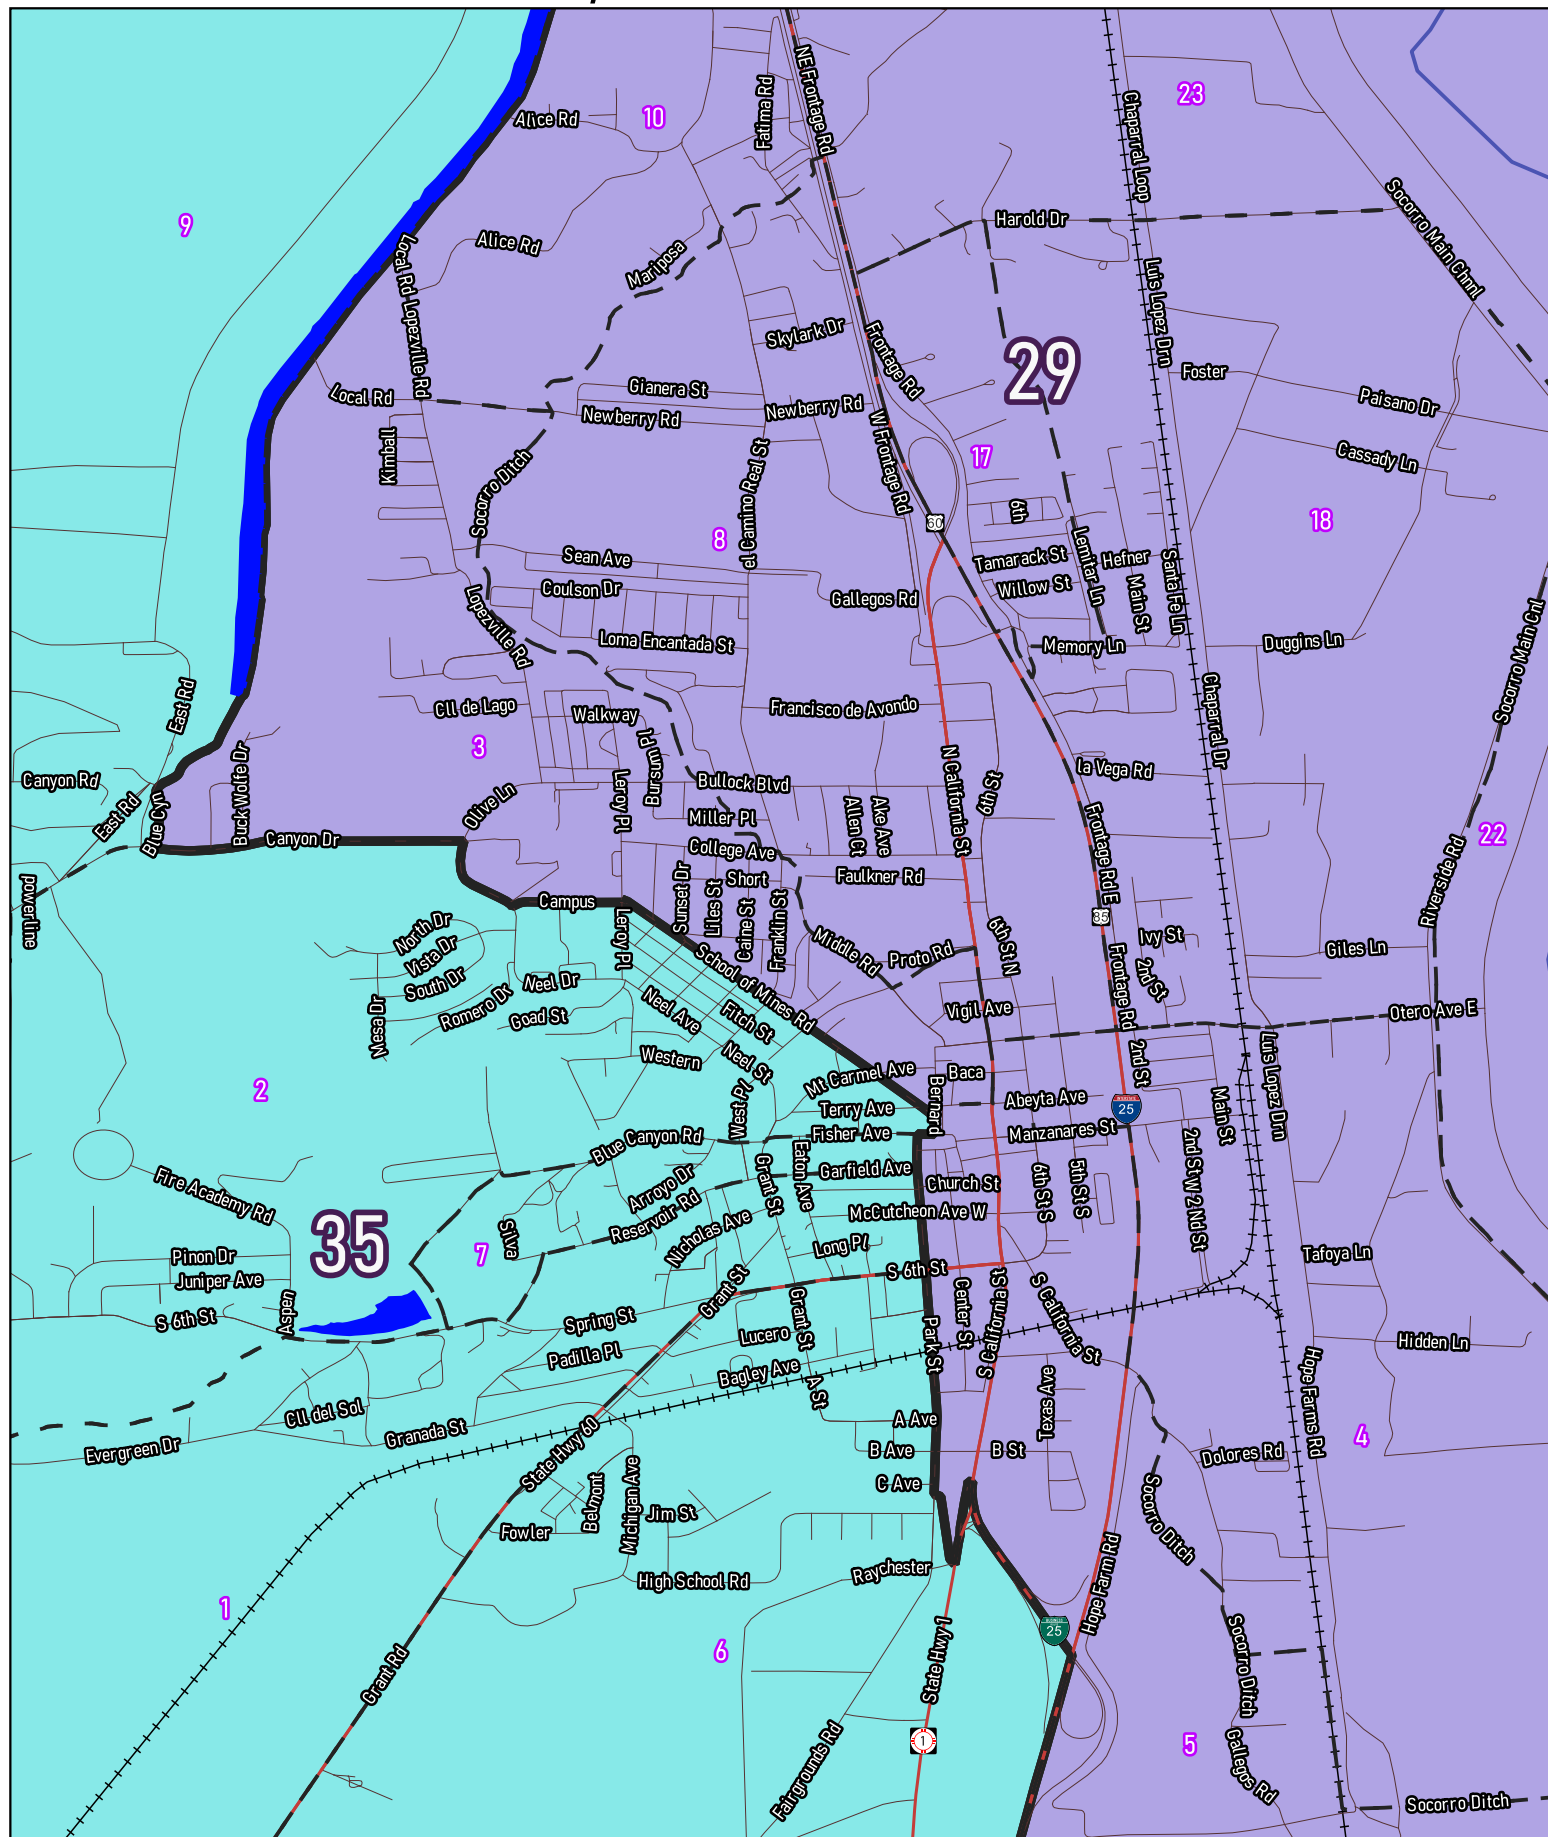 NE Frontage Rd
Fatima Rd
Alice Rd
10
23
Chaparral Loop
9
Socorro Main Chnnl
Harold Dr
Alice Rd
Mariposa
Local Rd
Luis Lopez Drn
Lopezville Rd
Skylark Dr
Frontage Rd
29
Foster
Gianera St
Local Rd
Newberry Rd
Newberry Rd
Paisano Dr
W Frontage Rd
Kimball
17
Cassady Ln
Socorro Ditch
el Camino Real St
6th
18
60
8
Sean Ave
Tamarack St
Lemitar Ln
Hefner
Santa Fe Ln
Coulson Dr
Willow St
Main St
Gallegos Rd
Lopezville Rd
Loma Encantada St
Memory Ln
Duggins Ln
Socorro Main Cnl
East Rd
Cll de Lago
Walkway
Francisco de Avondo
Chaparral Dr
3
Bursum Pl
Canyon Rd
Buck Wolfe Dr
Leroy Pl
Bullock Blvd
N California St
6th St
la Vega Rd
East Rd
Blue Cyn
Olive Ln
Miller Pl
Allen Ct
Ake Ave
Frontage Rd E
22
Canyon Dr
College Ave
Short
Faulkner Rd
Riverside Rd
Powerline
Sunset Dr
Lilies St
Caine St
Franklin St
Campus
85
Leroy Pl
North Dr
Vista Dr
South Dr
School of Mines Rd
Middle Rd
Proto Rd
6th St N
Ivy St
Giles Ln
Neel Dr
2nd St
Frontage Rd
Romero Dr
Goad St
Neel Ave
Fitch St
Vigil Ave
Otero Ave E
Mesa Dr
Western
Neel St
2nd St
Luis Lopez Drn
Mt Carmel Ave
Baca
2
West Pl
Terry Ave
Bernard
Abeyta Ave
25
Main St
Blue Canyon Rd
Fisher Ave
Manzanares St
2nd St
W 2 Nd St
Fire Academy Rd
Arroyo Dr
Grant St
Eaton Ave
Garfield Ave
Church St
6th St S
5th St S
35
Silva
7
Reservoir Rd
Nicholas Ave
McCutcheon Ave W
Long Pl
Pinon Dr
Juniper Ave
Tafoya Ln
S 6th St
Grant St
S 6th St
Aspen
Spring St
Lucero
Grant St
Center St
S California St
S California St
Park St
Hidden Ln
Padilla Pl
Bagley Ave
A St
Hope Farms Rd
Cll del Sol
Granada St
A Ave
Texas Ave
4
Evergreen Dr
B Ave
B St
Dolores Rd
State Hwy 60
C Ave
Belmont
Michigan Ave
Jim St
Fowler
Socorro Ditch
High School Rd
Raychester
Hope Farm Rd
1
25
6
Socorro Ditch
Grant Rd
State Hwy 1
1
5
Fairgrounds Rd
Gallegos Rd
Socorro Ditch